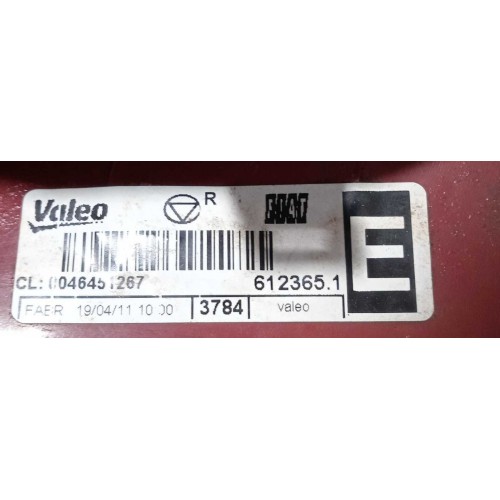 Valeo R
E
CL: 0046451267 612365.1
FABR 19/04/11 10:00 3784 valeo